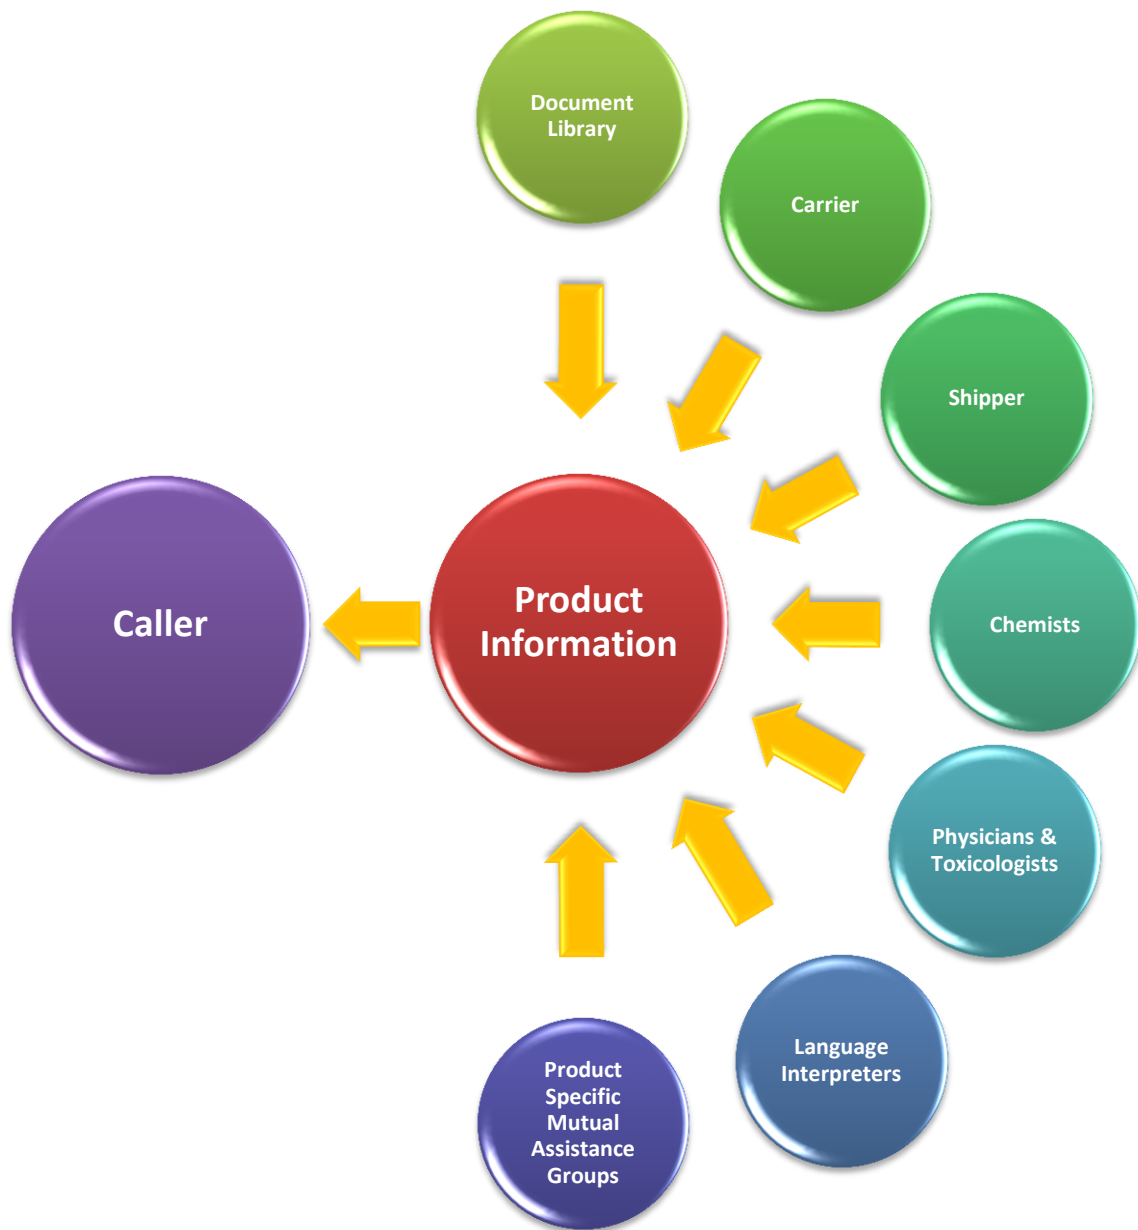 Document
Library
Carrier
Shipper
Chemists
Physicians &
Toxicologists
Language
Interpreters
Product
Specific
Mutual
Assistance
Groups
Product
Information
Caller